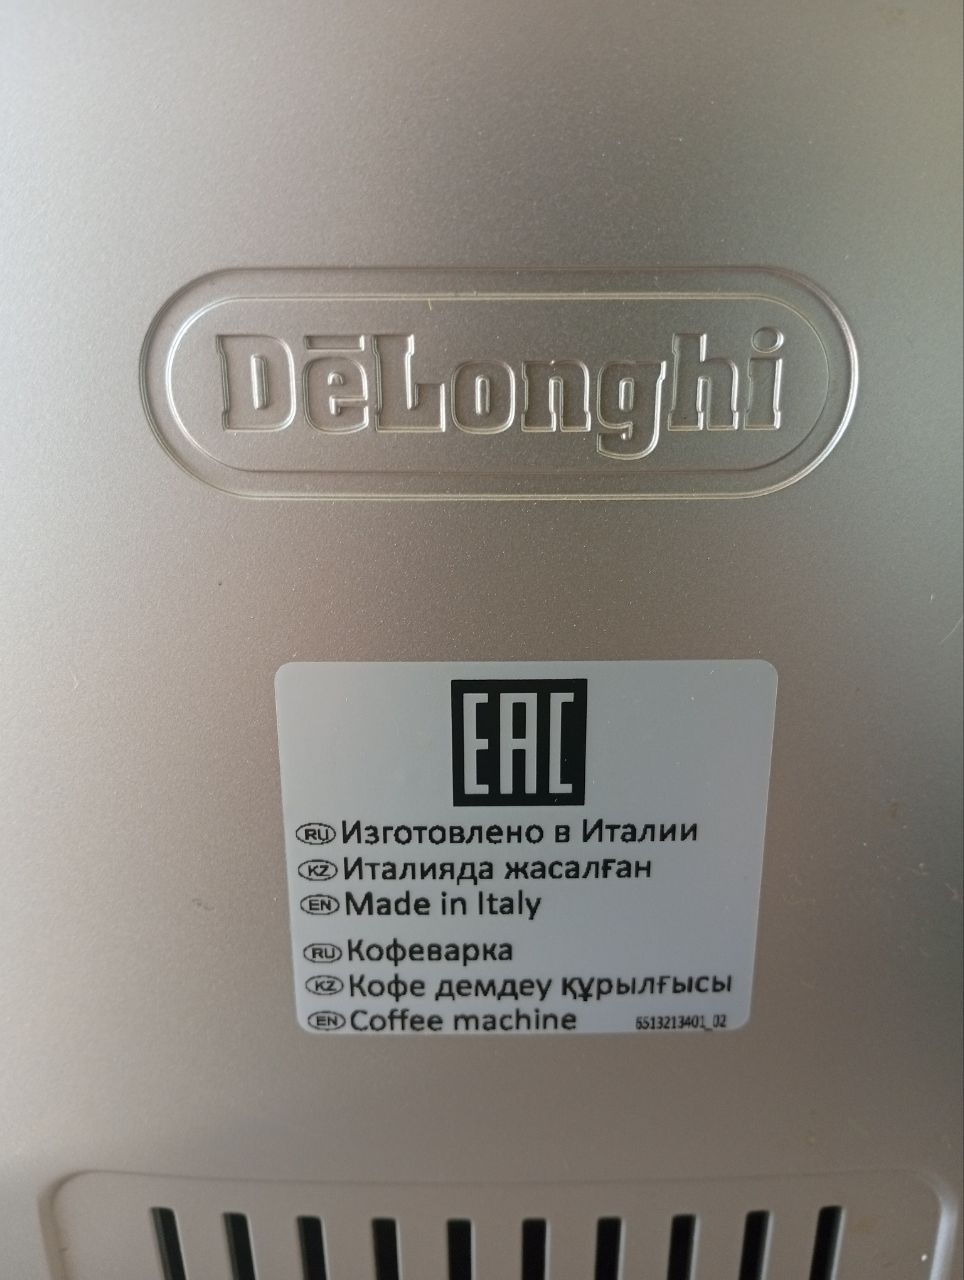 DēLonghi
EAC
RU Изготовлено в Италии
KZ Италияда жасалған
EN Made in Italy
RU Кофеварка
KZ Кофе демдеу құрылғысы
EN Coffee machine 5513213401_02